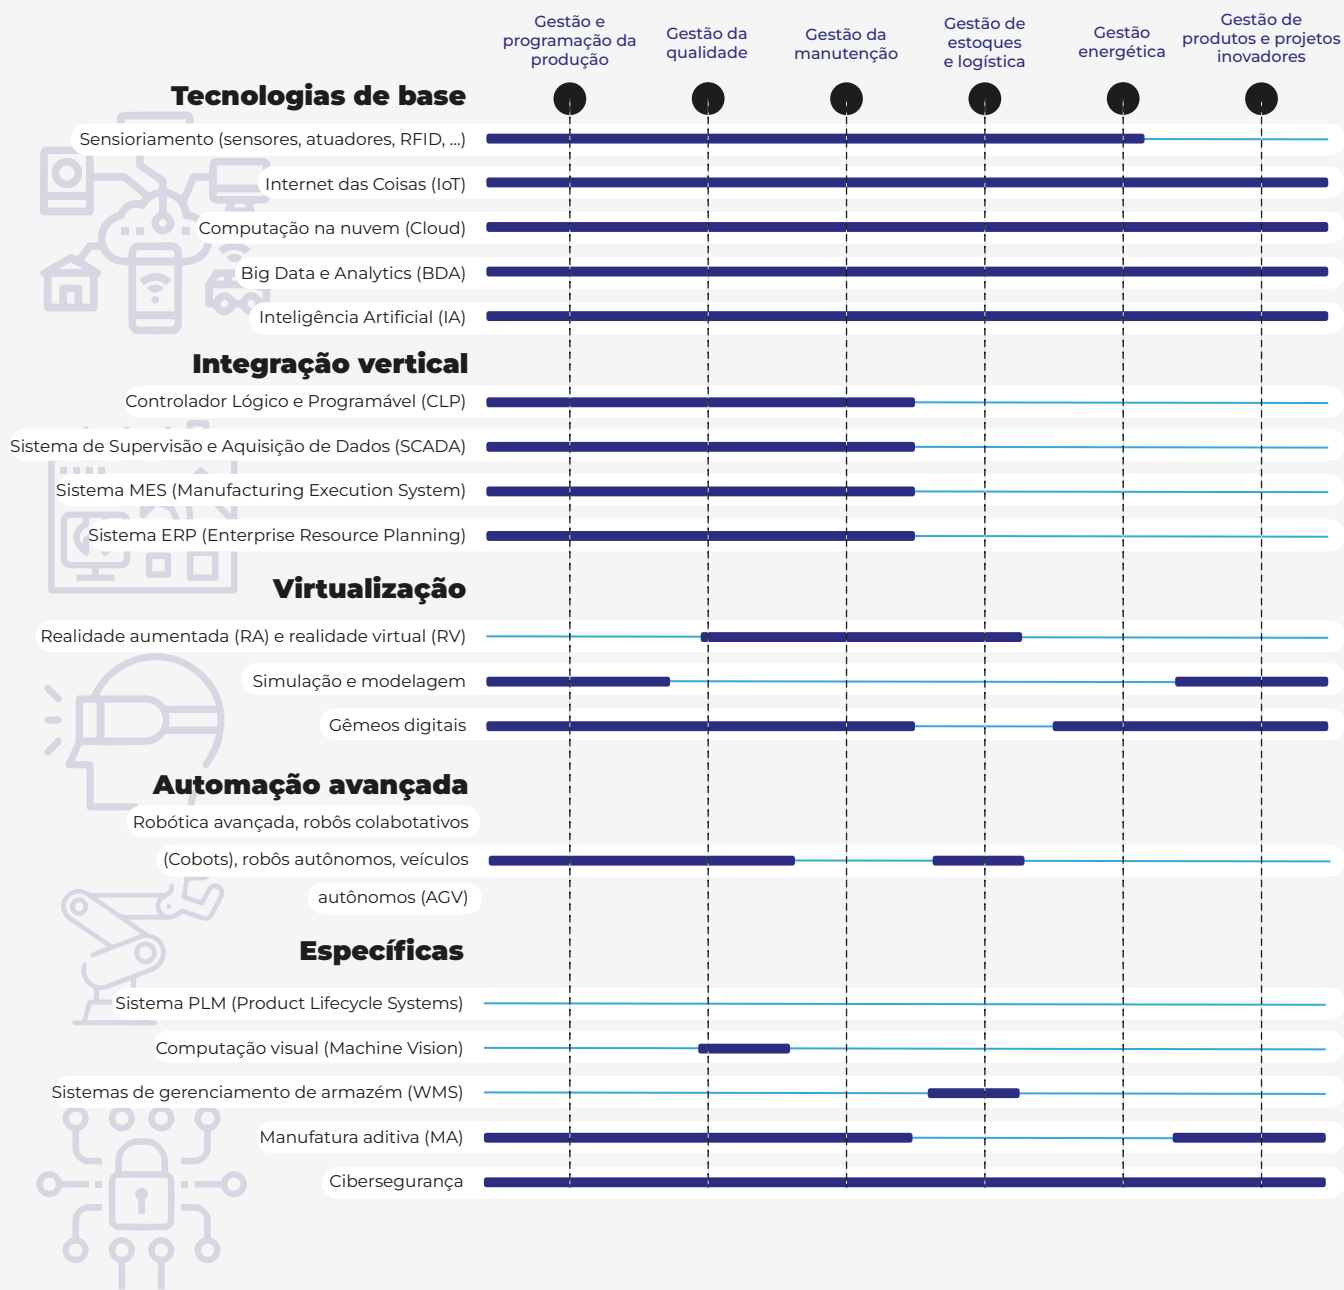 Gestão e
programação da
produção
Gestão da
qualidade
Gestão da
manutenção
Gestão de
estoques
e logística
Gestão
energética
Gestão de
produtos e projetos
inovadores
Tecnologias de base
Sensioriamento (sensores, atuadores, RFID, ...)
Internet das Coisas (IoT)
Computação na nuvem (Cloud)
Big Data e Analytics (BDA)
Inteligência Artificial (IA)
Integração vertical
Controlador Lógico e Programável (CLP)
Sistema de Supervisão e Aquisição de Dados (SCADA)
Sistema MES (Manufacturing Execution System)
Sistema ERP (Enterprise Resource Planning)
Virtualização
Realidade aumentada (RA) e realidade virtual (RV)
Simulação e modelagem
Gêmeos digitais
Automação avançada
Robótica avançada, robôs colabotativos
(Cobots), robôs autônomos, veículos
autônomos (AGV)
Específicas
Sistema PLM (Product Lifecycle Systems)
Computação visual (Machine Vision)
Sistemas de gerenciamento de armazém (WMS)
Manufatura aditiva (MA)
Cibersegurança